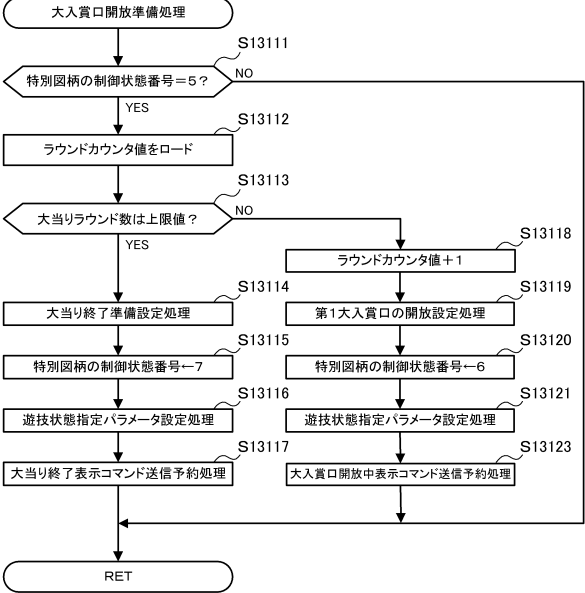 大入賞口開放準備処理
S13111
特別図柄の制御状態番号＝5？
NO
YES
S13112
ラウンドカウンタ値をロード
S13113
大当りラウンド数は上限値？
NO
YES
S13118
ラウンドカウンタ値＋1
S13114
大当り終了準備設定処理
S13119
第1大入賞口の開放設定処理
S13115
特別図柄の制御状態番号←7
S13120
特別図柄の制御状態番号←6
S13116
遊技状態指定パラメータ設定処理
S13121
遊技状態指定パラメータ設定処理
S13117
大当り終了表示コマンド送信予約処理
S13123
大入賞口開放中表示コマンド送信予約処理
RET